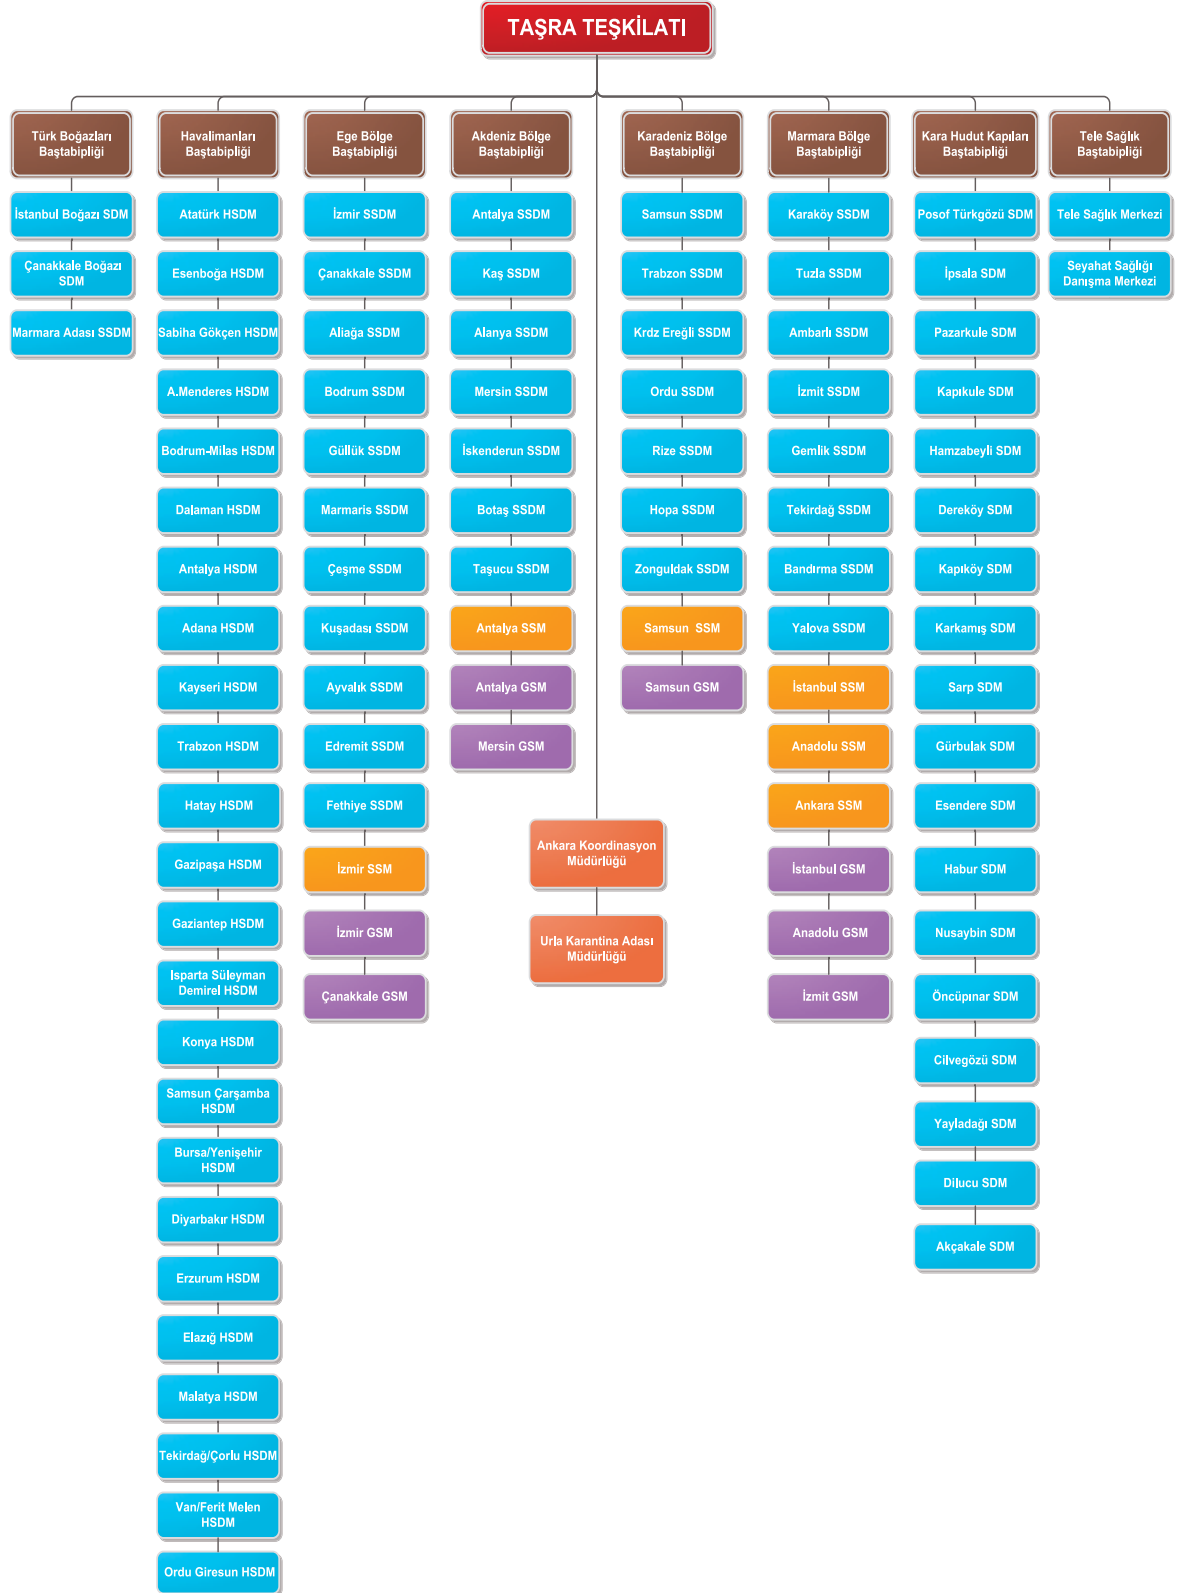 TAŞRA TEŞKİLATI
Türk Boğazları
Baştabipliği
İstanbul Boğazı SDM
Çanakkale Boğazı
SDM
Marmara Adası SSDM
Havalimanları
Baştabipliği
Atatürk HSDM
Esenboğa HSDM
Sabiha Gökçen HSDM
A.Menderes HSDM
Bodrum-Milas HSDM
Dalaman HSDM
Antalya HSDM
Adana HSDM
Kayseri HSDM
Trabzon HSDM
Hatay HSDM
Gazipaşa HSDM
Gaziantep HSDM
Isparta Süleyman
Demirel HSDM
Konya HSDM
Samsun Çarşamba
HSDM
Bursa/Yenişehir
HSDM
Diyarbakır HSDM
Erzurum HSDM
Elazığ HSDM
Malatya HSDM
Tekirdağ/Çorlu HSDM
Van/Ferit Melen
HSDM
Ordu Giresun HSDM
Ege Bölge
Baştabipliği
İzmir SSDM
Çanakkale SSDM
Aliağa SSDM
Bodrum SSDM
Güllük SSDM
Marmaris SSDM
Çeşme SSDM
Kuşadası SSDM
Ayvalık SSDM
Edremit SSDM
Fethiye SSDM
İzmir SSM
İzmir GSM
Çanakkale GSM
Akdeniz Bölge
Baştabipliği
Antalya SSDM
Kaş SSDM
Alanya SSDM
Mersin SSDM
İskenderun SSDM
Botaş SSDM
Taşucu SSDM
Antalya SSM
Antalya GSM
Mersin GSM
Ankara Koordinasyon
Müdürlüğü
Urla Karantina Adası
Müdürlüğü
Karadeniz Bölge
Baştabipliği
Samsun SSDM
Trabzon SSDM
Krdz Ereğli SSDM
Ordu SSDM
Rize SSDM
Hopa SSDM
Zonguldak SSDM
Samsun SSM
Samsun GSM
Marmara Bölge
Baştabipliği
Karaköy SSDM
Tuzla SSDM
Ambarlı SSDM
İzmit SSDM
Gemlik SSDM
Tekirdağ SSDM
Bandırma SSDM
Yalova SSDM
İstanbul SSM
Anadolu SSM
Ankara SSM
İstanbul GSM
Anadolu GSM
İzmit GSM
Kara Hudut Kapıları
Baştabipliği
Posof Türkgözü SDM
İpsala SDM
Pazarkule SDM
Kapıkule SDM
Hamzabeyli SDM
Dereköy SDM
Kapıköy SDM
Karkamış SDM
Sarp SDM
Gürbulak SDM
Esendere SDM
Habur SDM
Nusaybin SDM
Öncüpınar SDM
Cilvegözü SDM
Yayladağı SDM
Dilucu SDM
Akçakale SDM
Tele Sağlık
Baştabipliği
Tele Sağlık Merkezi
Seyahat Sağlığı
Danışma Merkezi